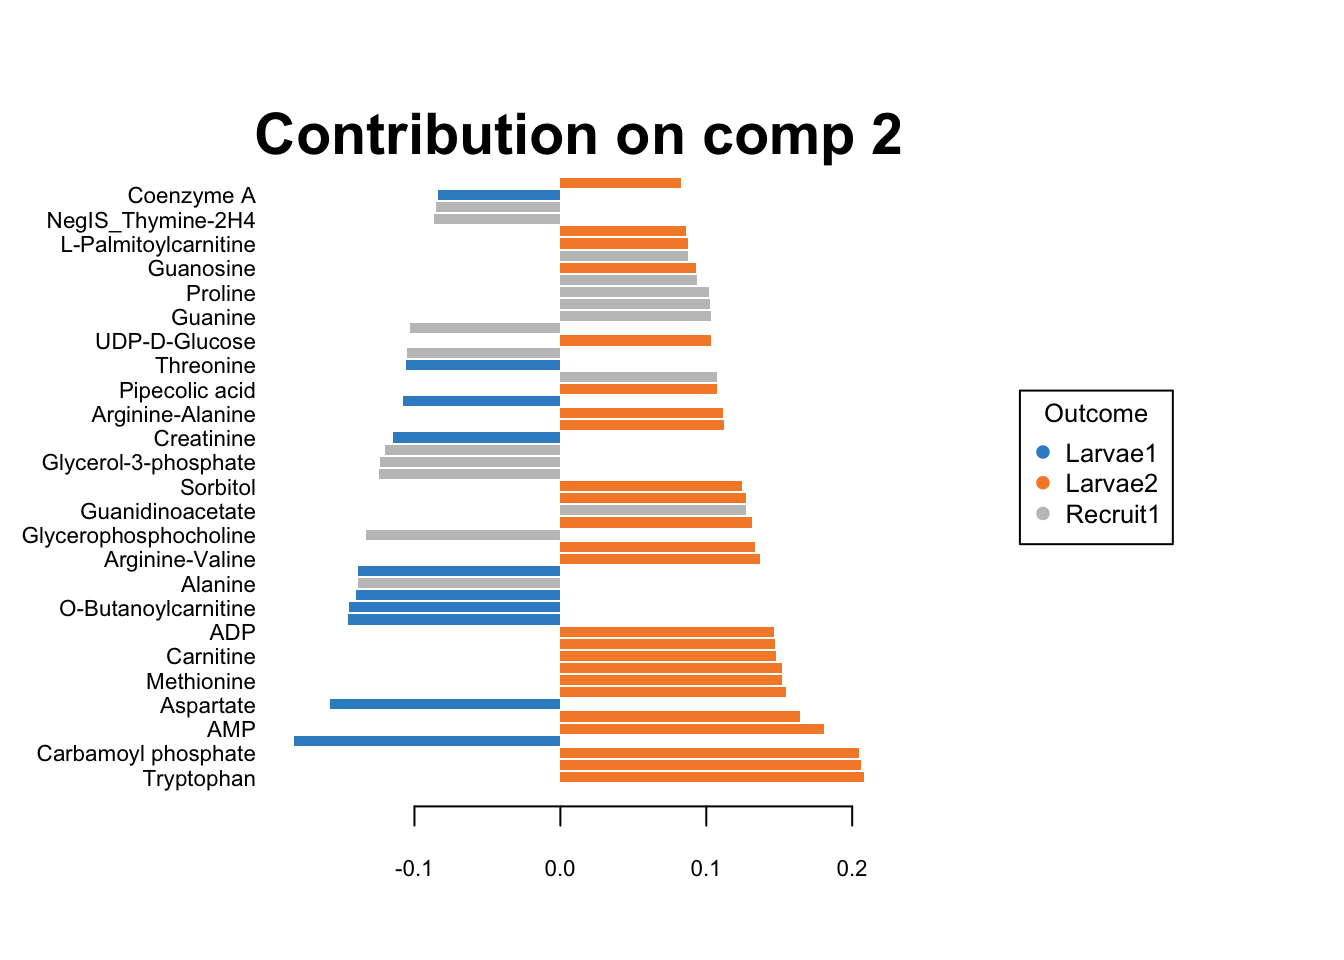 Contribution on comp 2
Coenzyme A
NegIS_Thymine-2H4
L-Palmitoylcarnitine
Guanosine
Proline
Guanine
UDP-D-Glucose
Threonine
Pipecolic acid
Arginine-Alanine
Creatinine
Glycerol-3-phosphate
Sorbitol
Guanidinoacetate
Glycerophosphocholine
Arginine-Valine
Alanine
O-Butanoylcarnitine
ADP
Carnitine
Methionine
Aspartate
AMP
Carbamoyl phosphate
Tryptophan
-0.1 0.0 0.1 0.2
Outcome
Larvae1
Larvae2
Recruit1